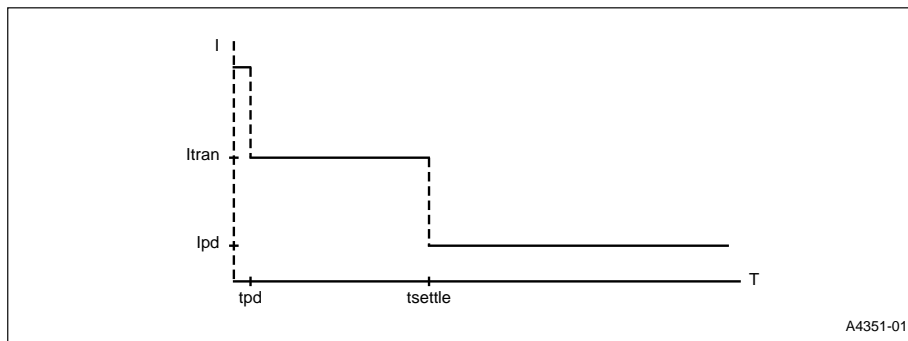 I
Itran
Ipd
T
tpd
tsettle
A4351-01